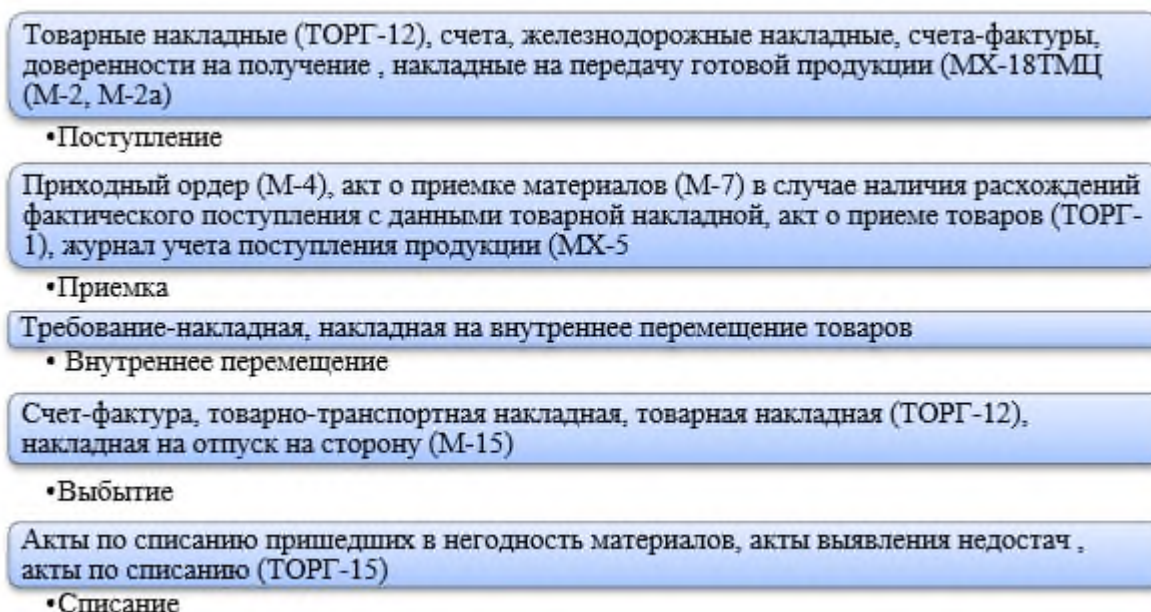 Товарные накладные (ТОРГ-12), счета, железнодорожные накладные, счета-фактуры,
доверенности на получение , накладные на передачу готовой продукции (МХ-18ТМЦ
(М-2, М-2а)
•Поступление
Приходный ордер (М-4), акт о приемке материалов (М-7) в случае наличия расхождений
фактического поступления с данными товарной накладной, акт о приеме товаров (ТОРГ-
1), журнал учета поступления продукции (МХ-5
•Приемка
Требование-накладная, накладная на внутреннее перемещение товаров
• Внутреннее перемещение
Счет-фактура, товарно-транспортная накладная, товарная накладная (ТОРГ-12),
накладная на отпуск на сторону (М-15)
•Выбытие
Акты по списанию пришедших в негодность материалов, акты выявления недостач ,
акты по списанию (ТОРГ-15)
•Списание